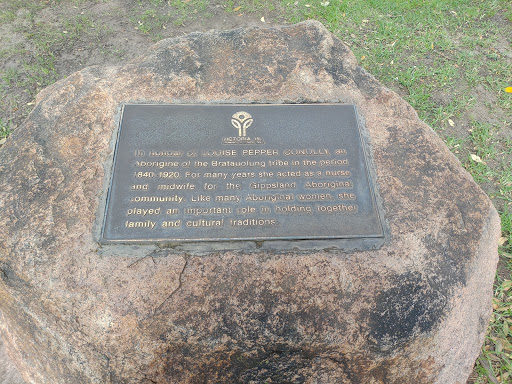 VICTORIA 150
In honour of LOUISE PEPPER CONOLLY, an
Aborigine of the Bratauolung tribe in the period
1840-1920. For many years she acted as a nurse
and midwife for the Gippsland Aboriginal
community. Like many Aboriginal women, she
played an important role in holding together
family and cultural traditions.